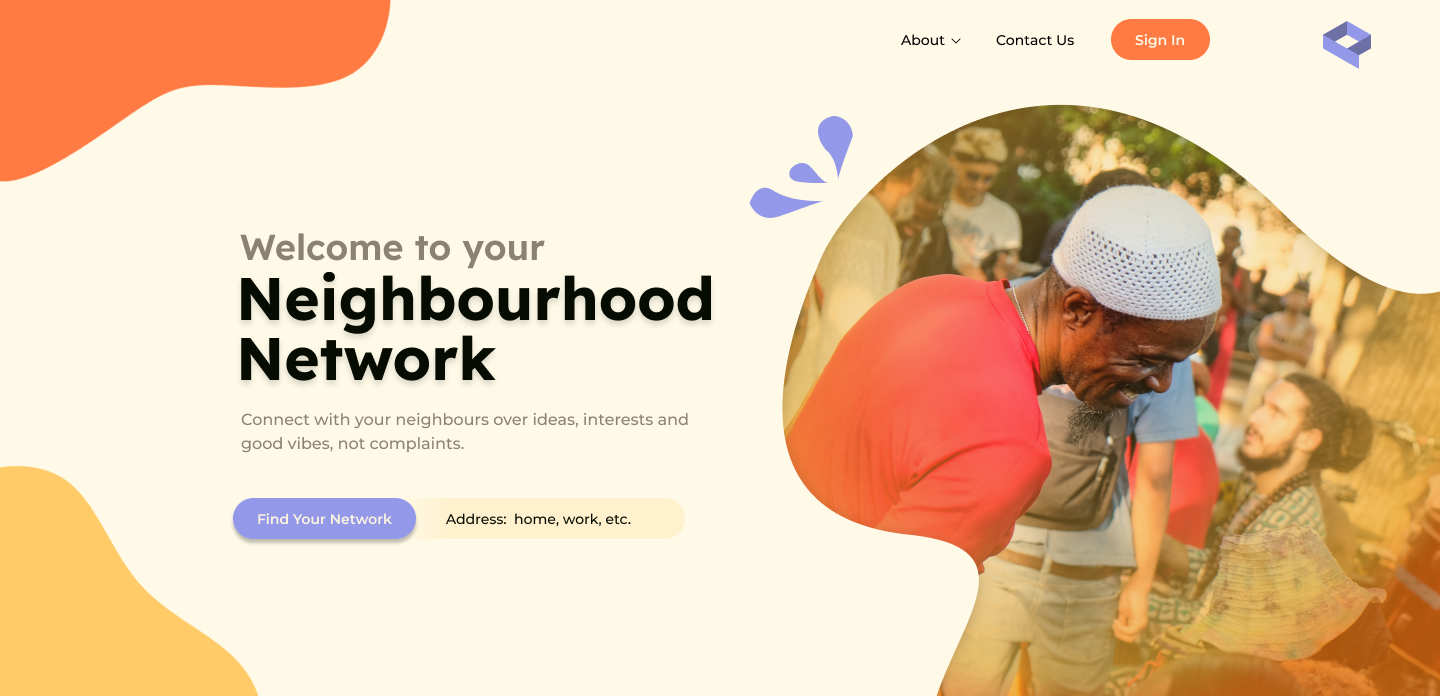 About
Contact Us
Sign In
Welcome to your
Neighbourhood
Network
Connect with your neighbours over ideas, interests and
good vibes, not complaints.
Find Your Network
Address: home, work, etc.